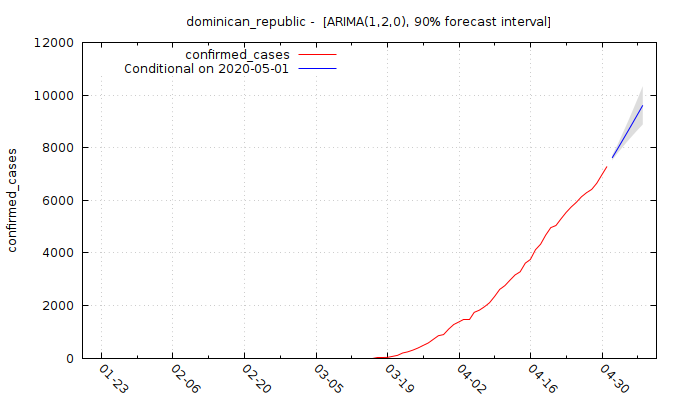 dominican_republic -  [ARIMA(1,2,0), 90% forecast interval]
confirmed_cases
Conditional on 2020-05-01
12000
10000
8000
6000
4000
2000
0
confirmed_cases
01-23 02-06 02-20 03-05 03-19 04-02 04-16 04-30